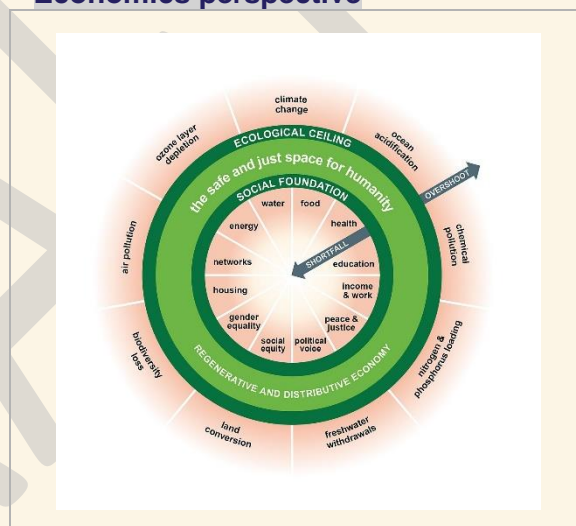 Economics perspective
climate
change
ocean
acidification
chemical
pollution
nitrogen &
phosphorus loading
freshwater
withdrawals
land
conversion
biodiversity
loss
air pollution
ozone layer
depletion
ECOLOGICAL CEILING
the safe and just space for humanity
SOCIAL FOUNDATION
OVERSHOOT
SHORTFALL
water
food
health
education
income
& work
peace &
justice
political
voice
social
equity
gender
equality
housing
networks
energy
REGENERATIVE AND DISTRIBUTIVE ECONOMY